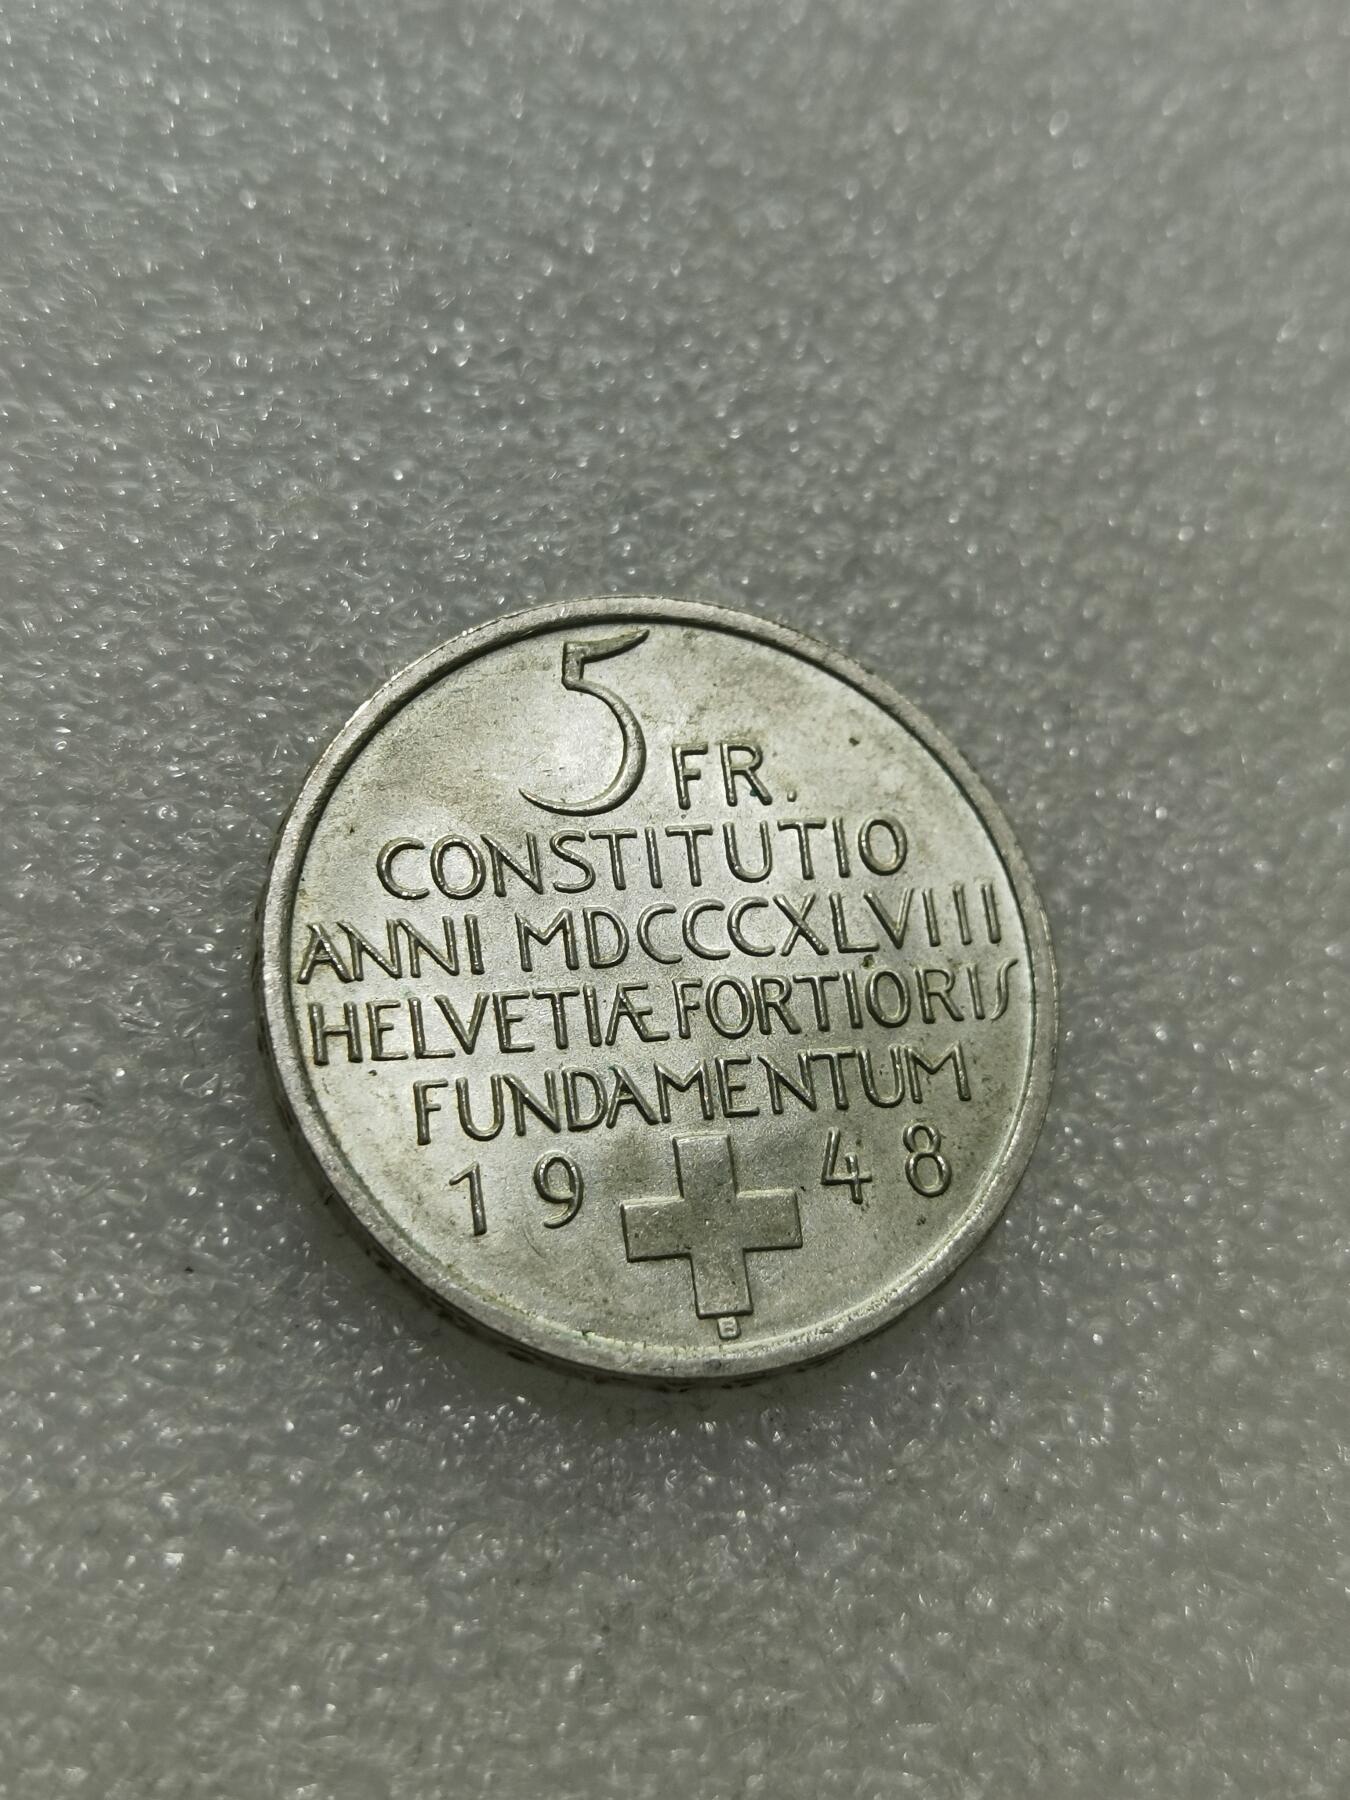 5 FR.
CONSTITUTIO
ANNI MDCCCXLVIII
HELVETIÆ FORTIORIS
FUNDAMENTUM
19 48
B